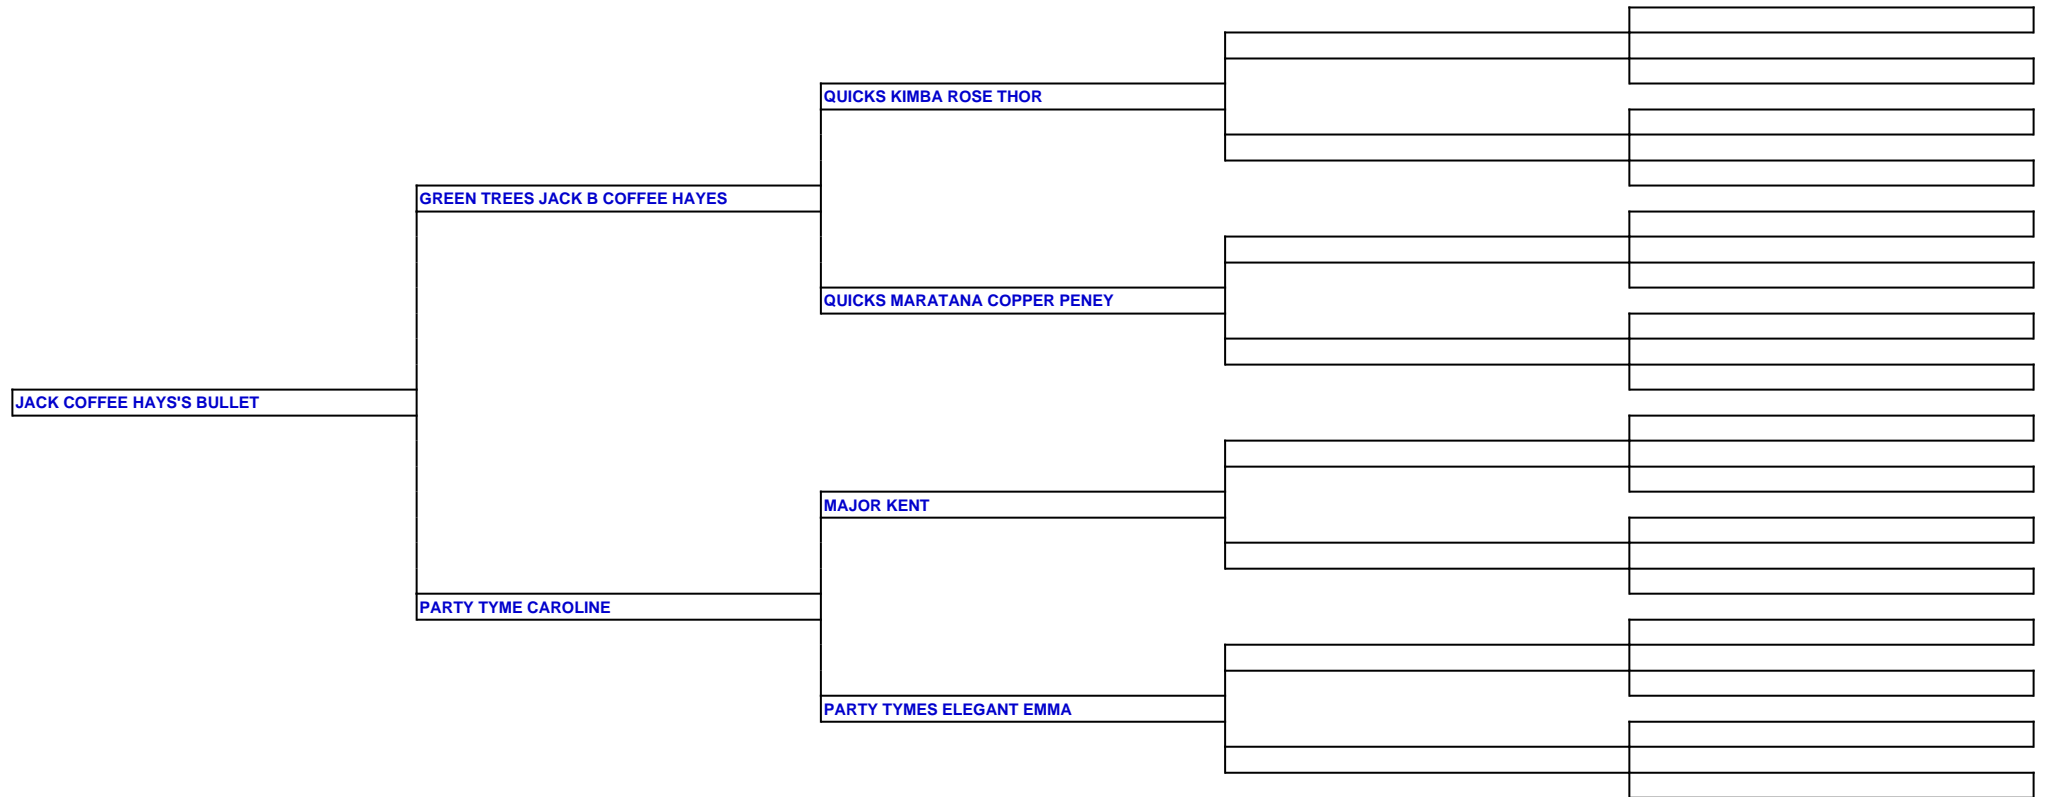 QUICKS KIMBA ROSE THOR
GREEN TREES JACK B COFFEE HAYES
QUICKS MARATANA COPPER PENEY
JACK COFFEE HAYS'S BULLET
MAJOR KENT
PARTY TYME CAROLINE
PARTY TYMES ELEGANT EMMA